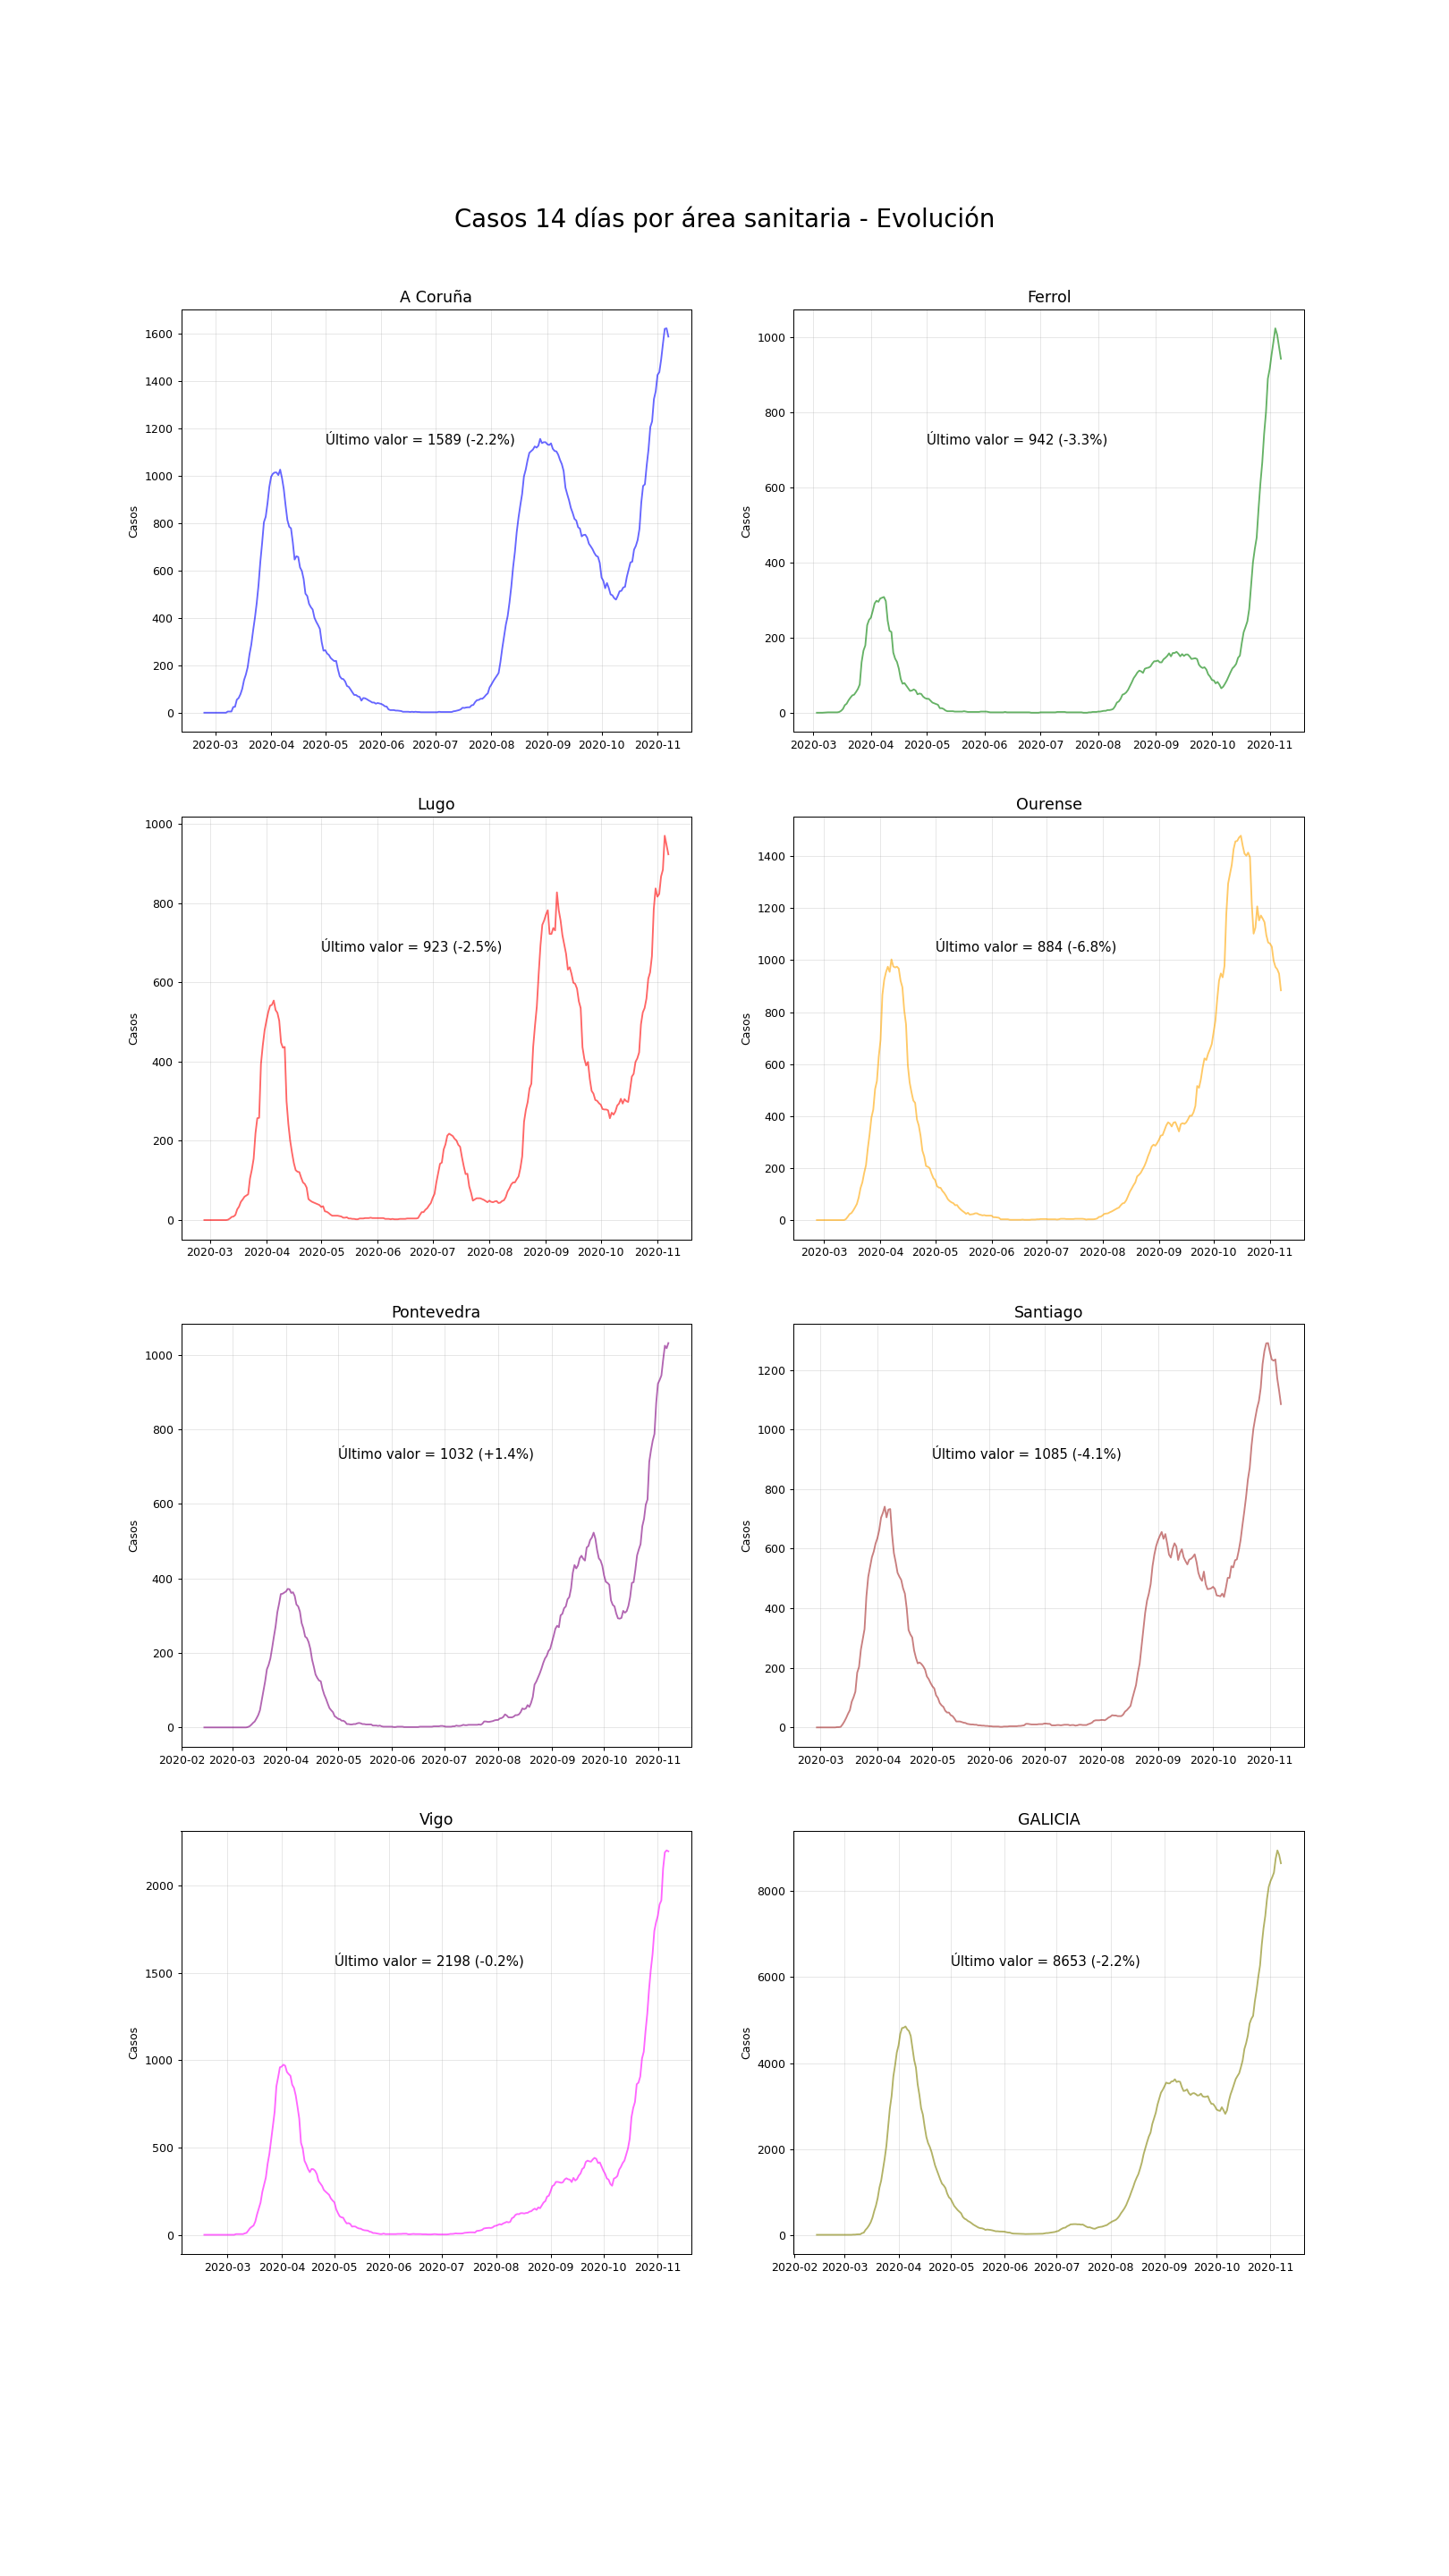 Casos 14 días por área sanitaria - Evolución
A Coruña
Casos
1600
1400
1200
1000
800
600
400
200
0
Último valor = 1589 (-2.2%)
2020-03 2020-04 2020-05 2020-06 2020-07 2020-08 2020-09 2020-10 2020-11
Ferrol
Casos
1000
800
600
400
200
0
Último valor = 942 (-3.3%)
2020-03 2020-04 2020-05 2020-06 2020-07 2020-08 2020-09 2020-10 2020-11
Lugo
Casos
1000
800
600
400
200
0
Último valor = 923 (-2.5%)
2020-03 2020-04 2020-05 2020-06 2020-07 2020-08 2020-09 2020-10 2020-11
Ourense
Casos
1400
1200
1000
800
600
400
200
0
Último valor = 884 (-6.8%)
2020-03 2020-04 2020-05 2020-06 2020-07 2020-08 2020-09 2020-10 2020-11
Pontevedra
Casos
1000
800
600
400
200
0
Último valor = 1032 (+1.4%)
2020-02 2020-03 2020-04 2020-05 2020-06 2020-07 2020-08 2020-09 2020-10 2020-11
Santiago
Casos
1200
1000
800
600
400
200
0
Último valor = 1085 (-4.1%)
2020-03 2020-04 2020-05 2020-06 2020-07 2020-08 2020-09 2020-10 2020-11
Vigo
Casos
2000
1500
1000
500
0
Último valor = 2198 (-0.2%)
2020-03 2020-04 2020-05 2020-06 2020-07 2020-08 2020-09 2020-10 2020-11
GALICIA
Casos
8000
6000
4000
2000
0
Último valor = 8653 (-2.2%)
2020-02 2020-03 2020-04 2020-05 2020-06 2020-07 2020-08 2020-09 2020-10 2020-11